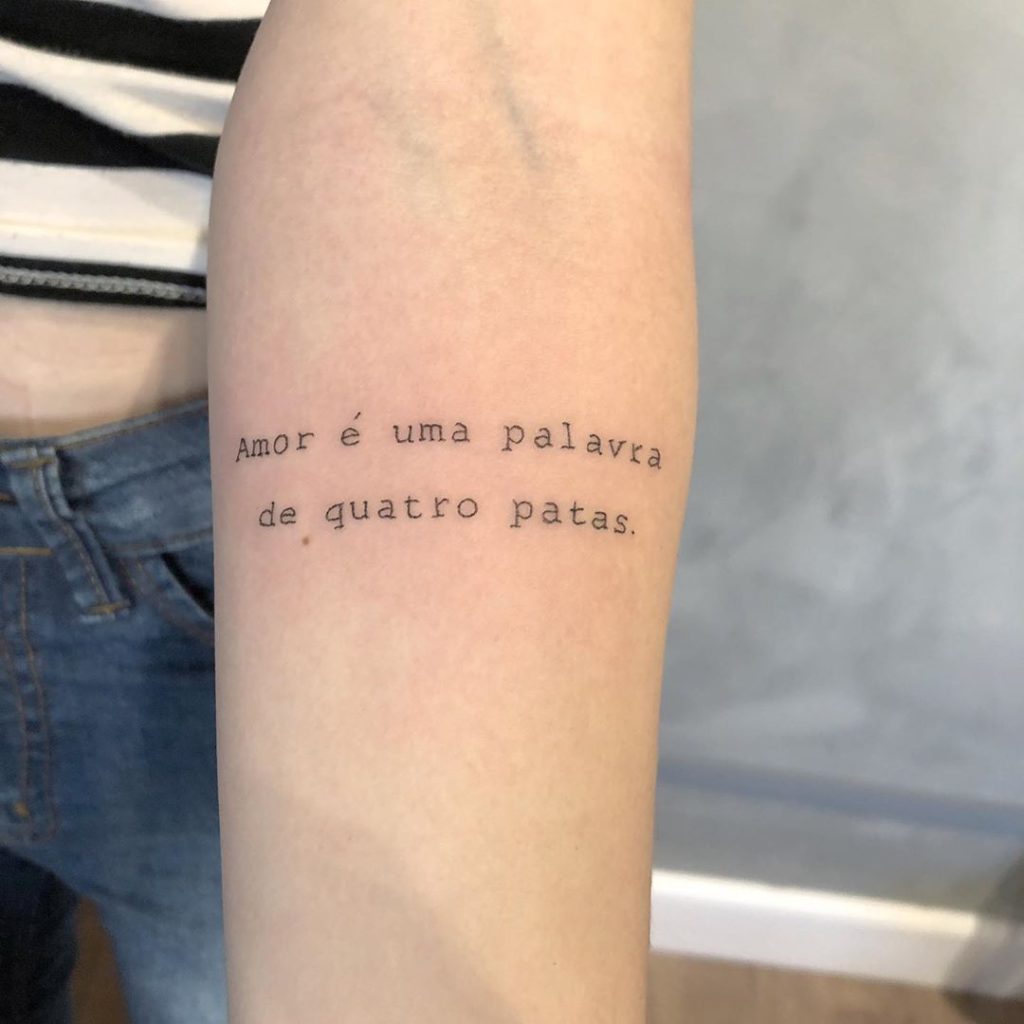 Amor é uma palavra
de quatro patas.